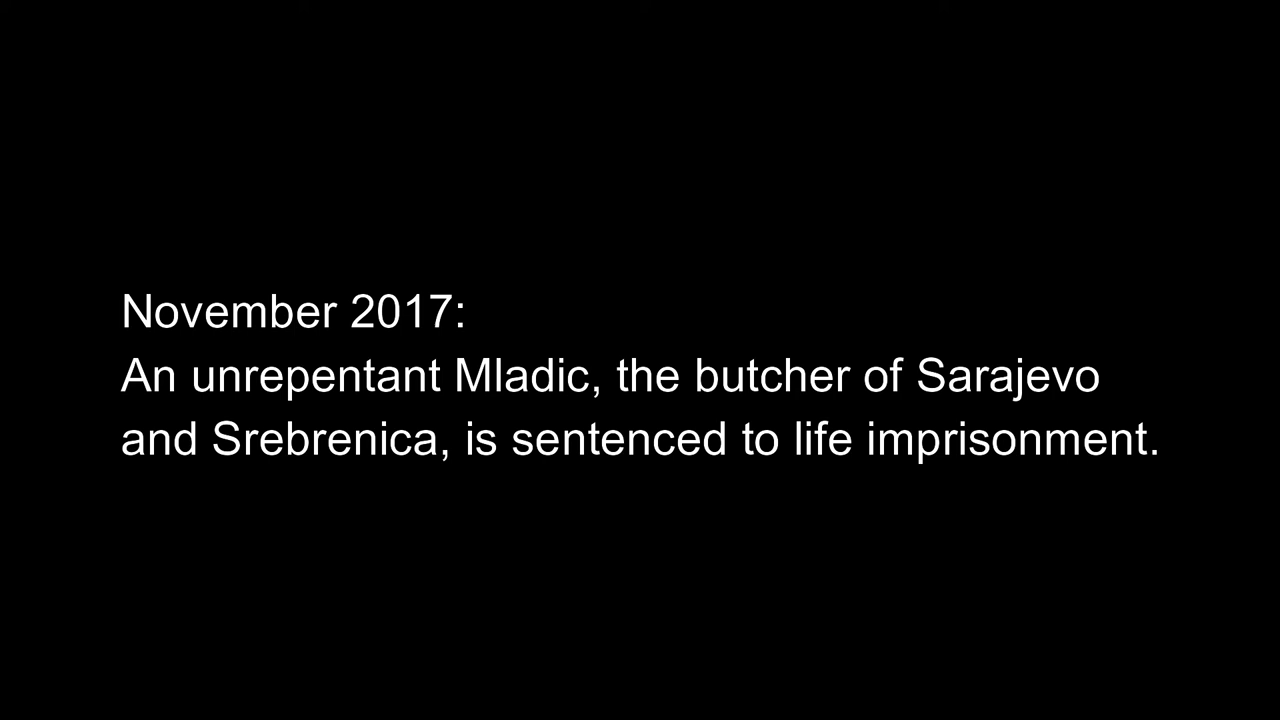 November 2017:
An unrepentant Mladic, the butcher of Sarajevo
and Srebrenica, is sentenced to life imprisonment.